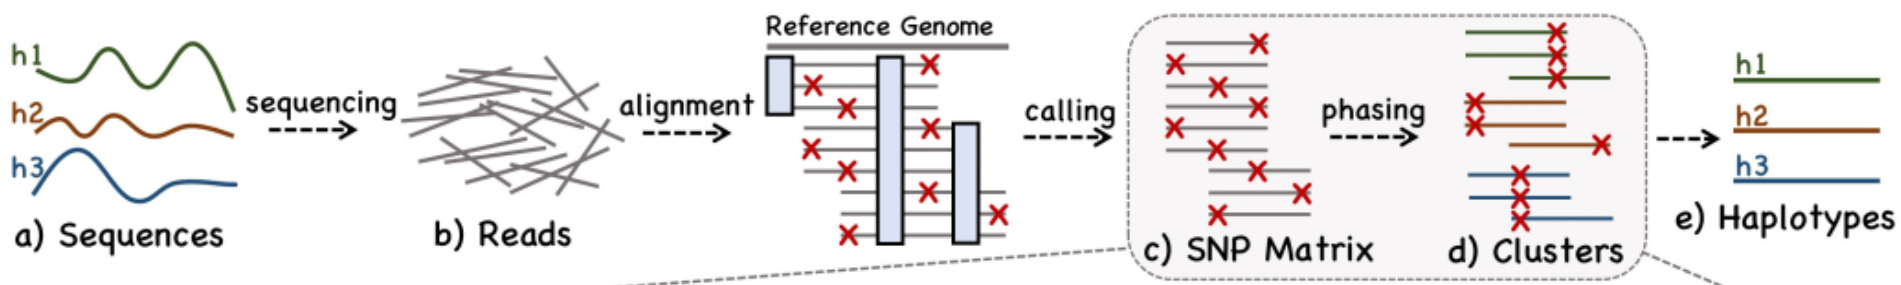 h1
h2
h3
a) Sequences
sequencing
b) Reads
alignment
Reference Genome
calling
c) SNP Matrix
phasing
d) Clusters
h1
h2
h3
e) Haplotypes